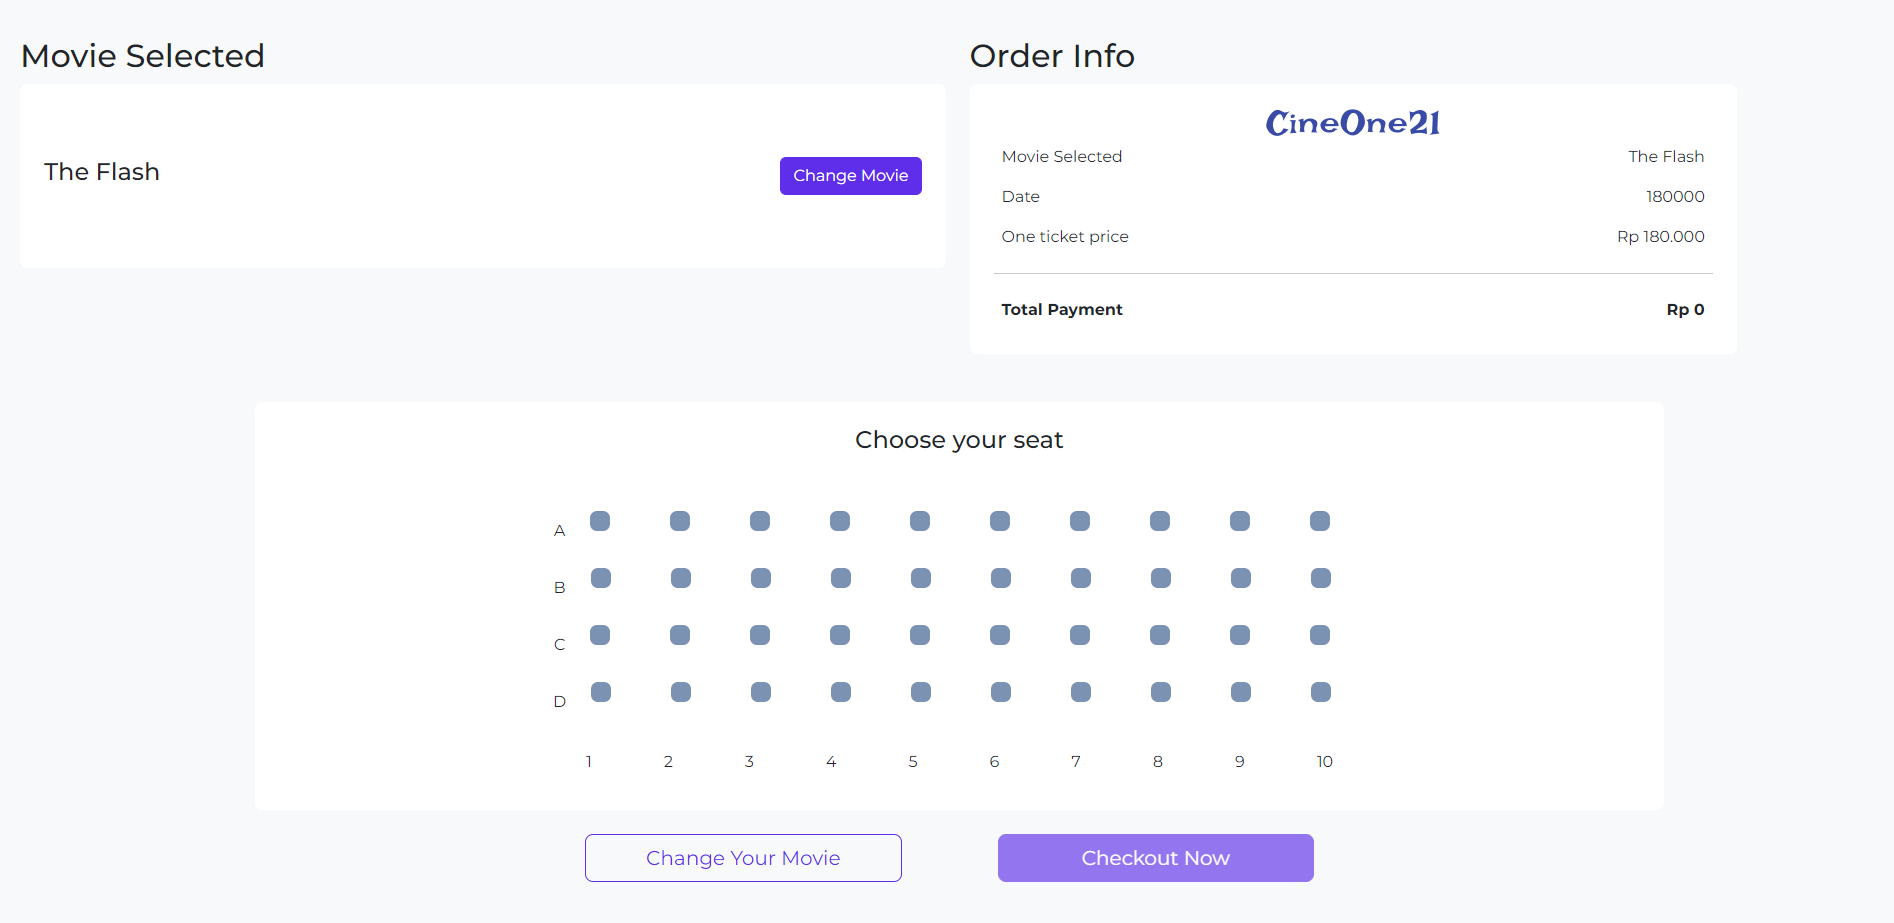 Movie Selected
The Flash
Change Movie
Order Info
CineOne21
Movie Selected The Flash
Date 180000
One ticket price Rp 180.000
Total Payment Rp 0
Choose your seat
A
B
C
D
1 2 3 4 5 6 7 8 9 10
Change Your Movie
Checkout Now